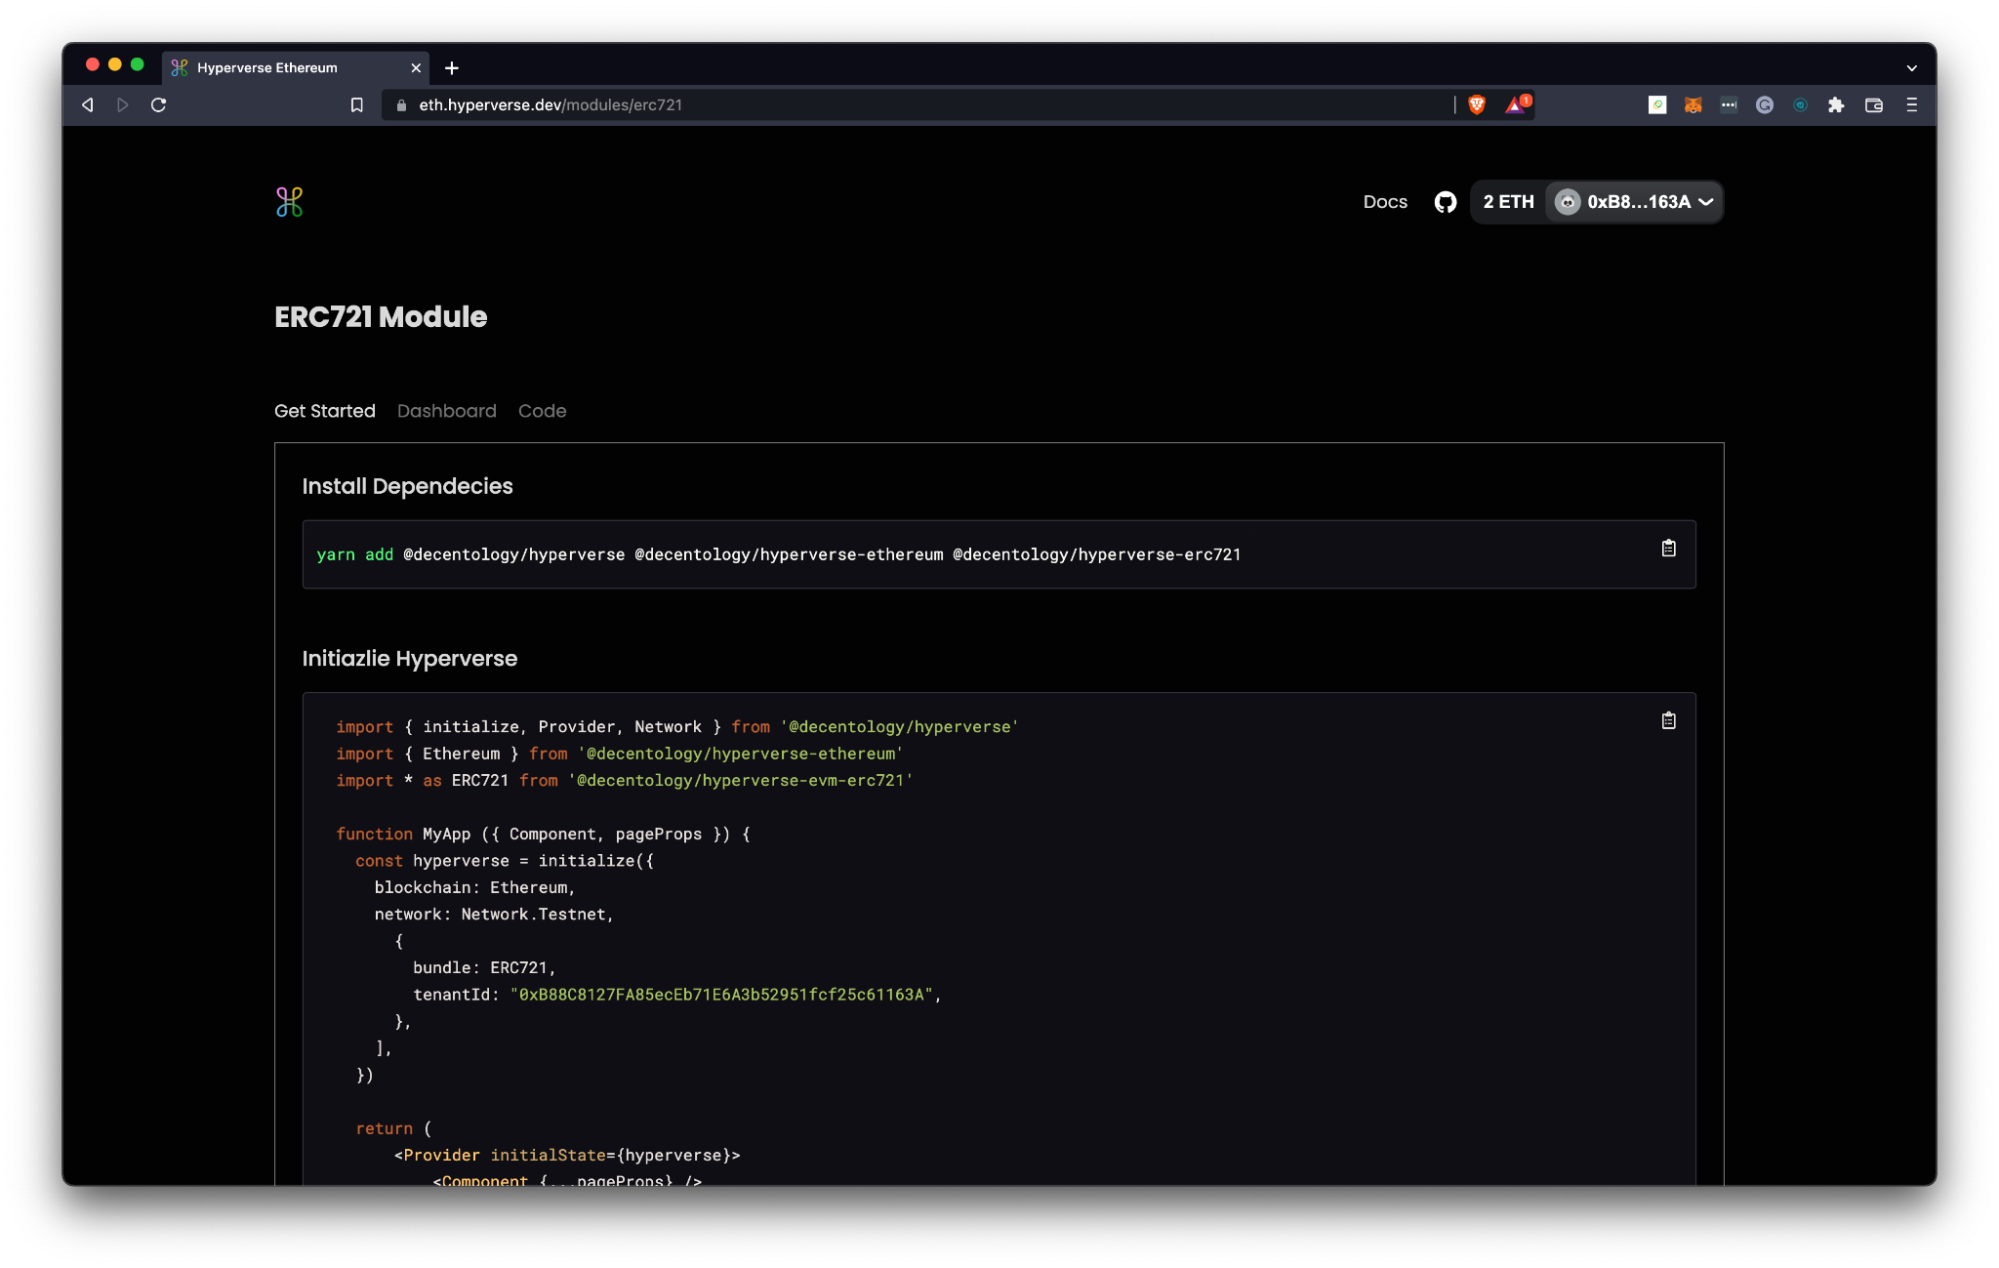 Hyperverse Ethereum
eth.hyperverse.dev/modules/erc721
1
Docs
2 ETH
0xB8...163A
ERC721 Module
Get Started Dashboard Code
Install Dependecies
yarn add @decentology/hyperverse @decentology/hyperverse-ethereum @decentology/hyperverse-erc721
Initiazlie Hyperverse
import { initialize, Provider, Network } from '@decentology/hyperverse'
import { Ethereum } from '@decentology/hyperverse-ethereum'
import * as ERC721 from '@decentology/hyperverse-evm-erc721'
function MyApp ({ Component, pageProps }) {
const hyperverse = initialize({
blockchain: Ethereum,
network: Network.Testnet,
{
bundle: ERC721,
tenantId: "0xB88C8127FA85ecEb71E6A3b52951fcf25c61163A",
},
],
})
return (
<Provider initialState={hyperverse}>
<Component {...pageProps} />